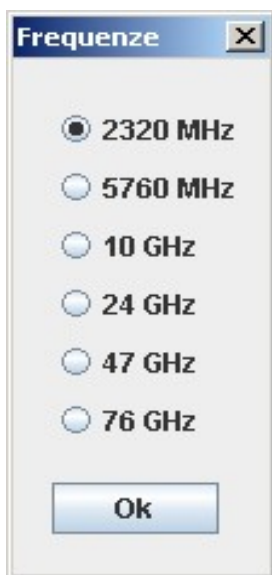 Frequenze
2320 MHz
5760 MHz
10 GHz
24 GHz
47 GHz
76 GHz
Ok